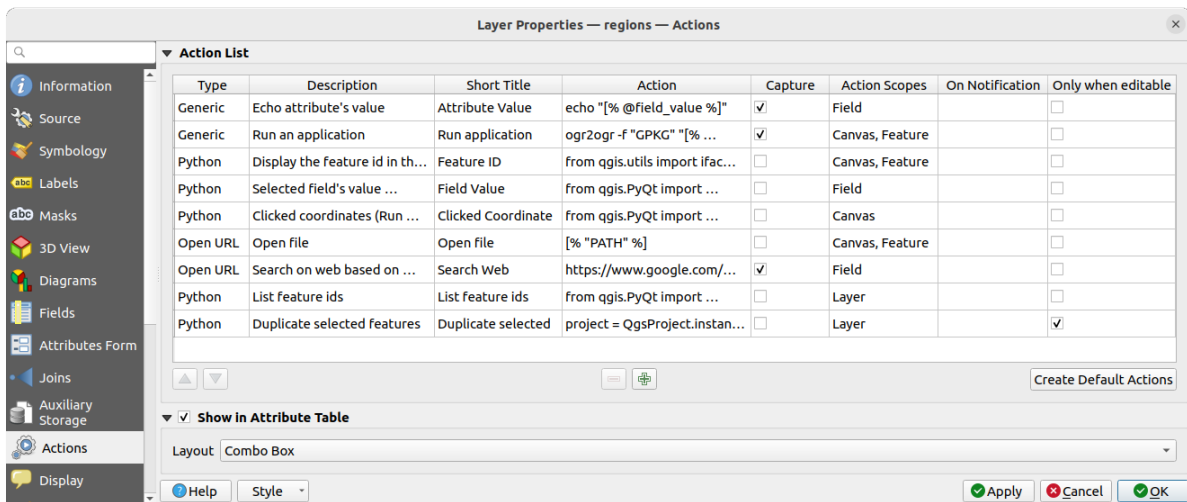 Layer Properties — regions — Actions
Information
Source
Symbology
Labels
Masks
3D View
Diagrams
Fields
Attributes Form
Joins
Auxiliary
Storage
Actions
Display
Action List
Type Description Short Title Action Capture Action Scopes On Notification Only when editable
Generic Echo attribute's value Attribute Value echo "[% @field_value %]" Field
Generic Run an application Run application ogr2ogr -f "GPKG" "[% … Canvas, Feature
Python Display the feature id in th… Feature ID from qgis.utils import ifac… Canvas, Feature
Python Selected field's value … Field Value from qgis.PyQt import … Field
Python Clicked coordinates (Run … Clicked Coordinate from qgis.PyQt import … Canvas
Open URL Open file Open file [% "PATH" %] Canvas, Feature
Open URL Search on web based on … Search Web https://www.google.com/… Field
Python List feature ids List feature ids from qgis.PyQt import … Layer
Python Duplicate selected features Duplicate selected project = QgsProject.instan… Layer
Create Default Actions
Show in Attribute Table
Layout Combo Box
Help Style Apply Cancel OK